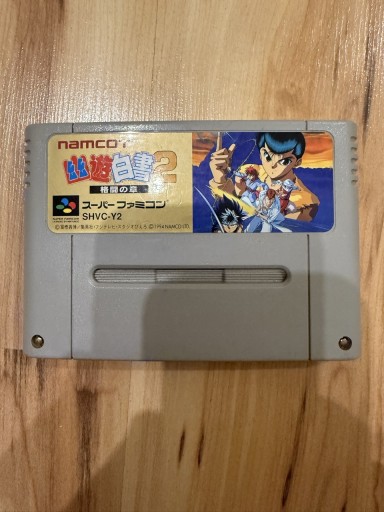 namcoT
幽遊白書2
格闘の章
スーパーファミコン
SHVC-Y2